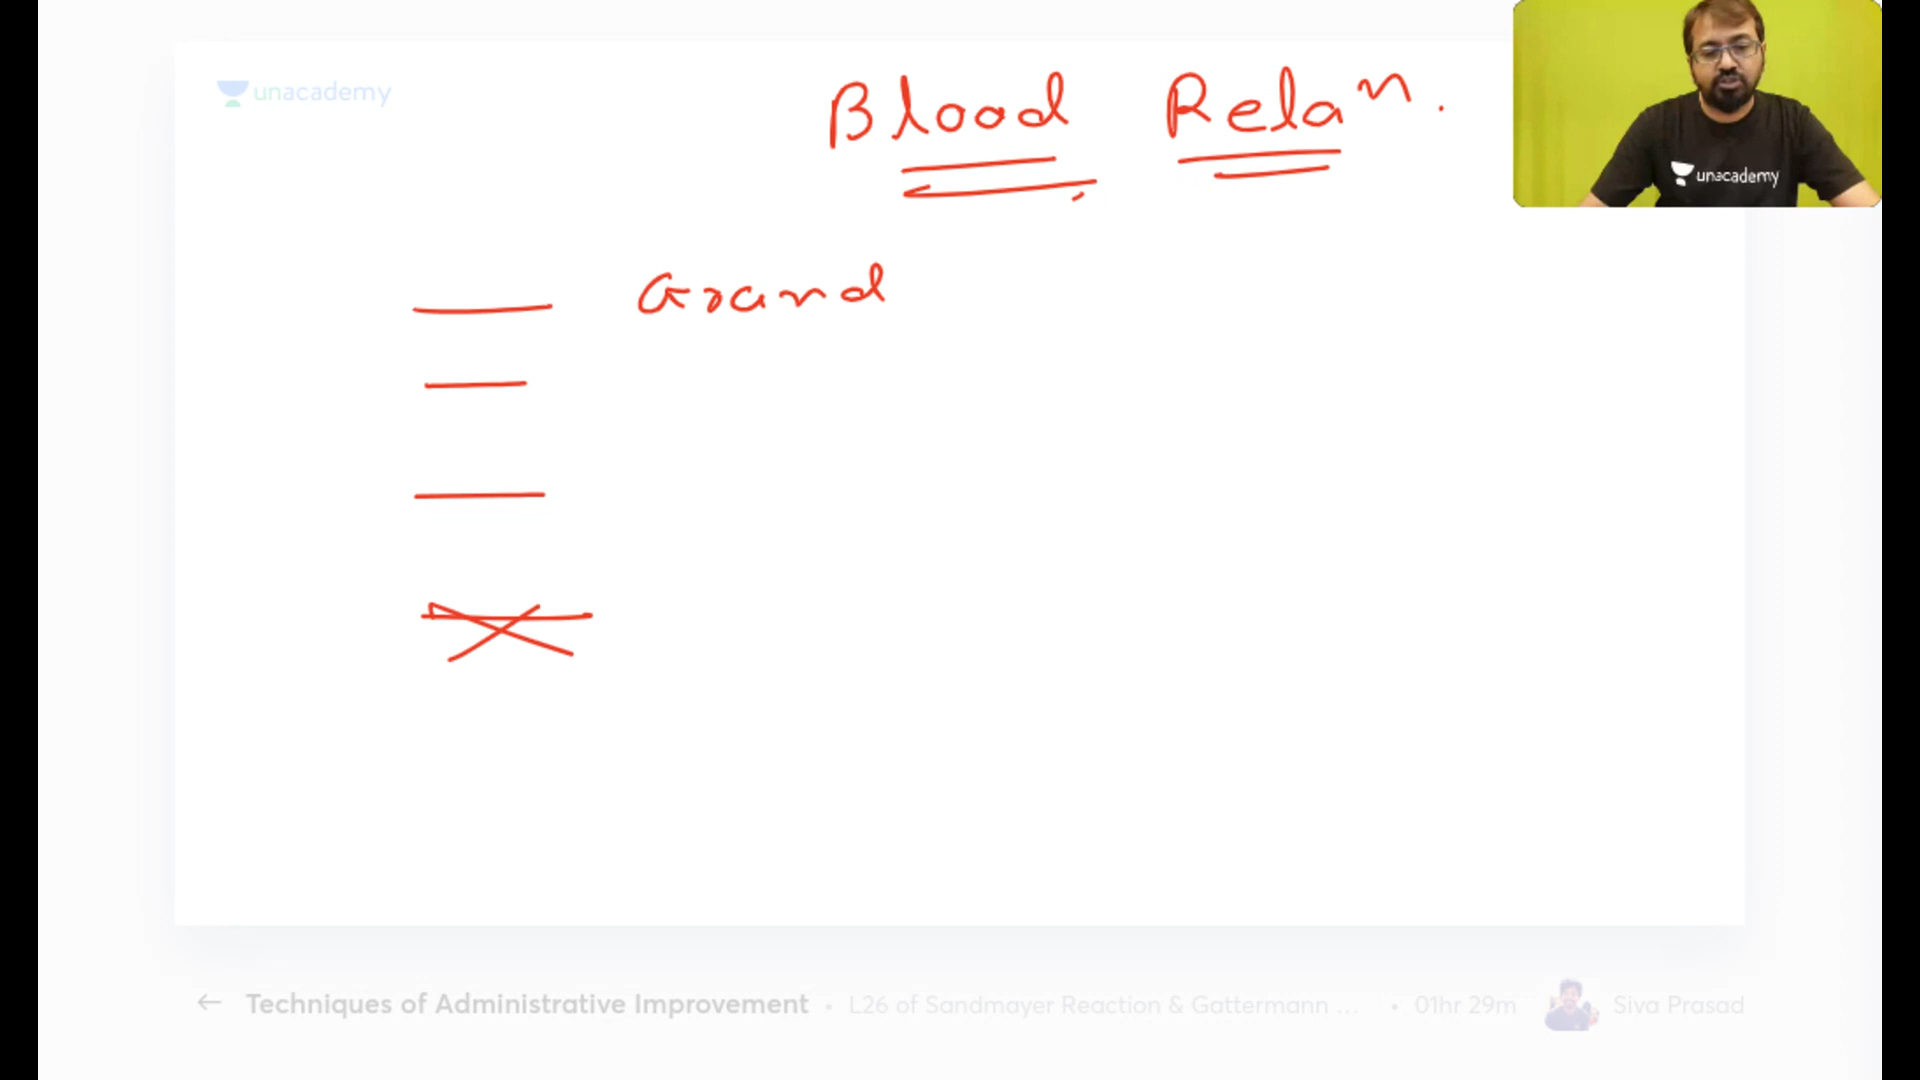 unacademy
Blood Relan.
unacademy
Grand
← Techniques of Administrative Improvement • L26 of Sandmayer Reaction & Gattermann ... • 01hr 29m Siva Prasad